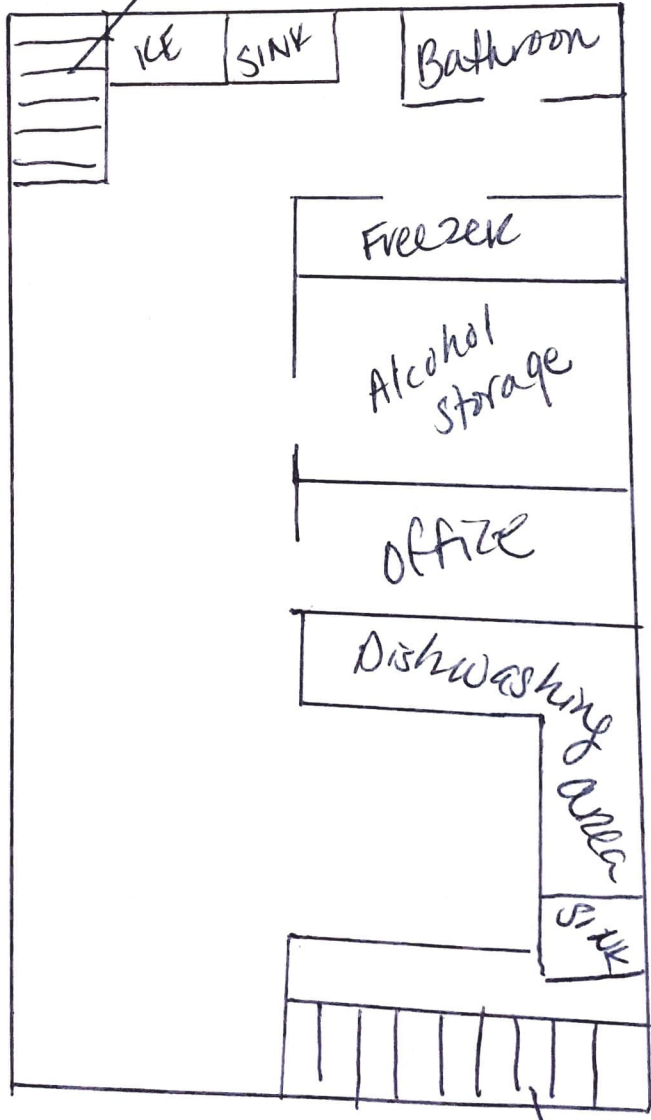 ICE
SINK
Bathroom
Freezer
Alcohol
storage
office
Dishwashing
area
SINK